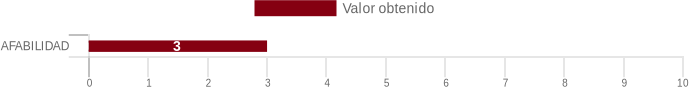 Valor obtenido
AFABILIDAD 3
0 1 2 3 4 5 6 7 8 9 10